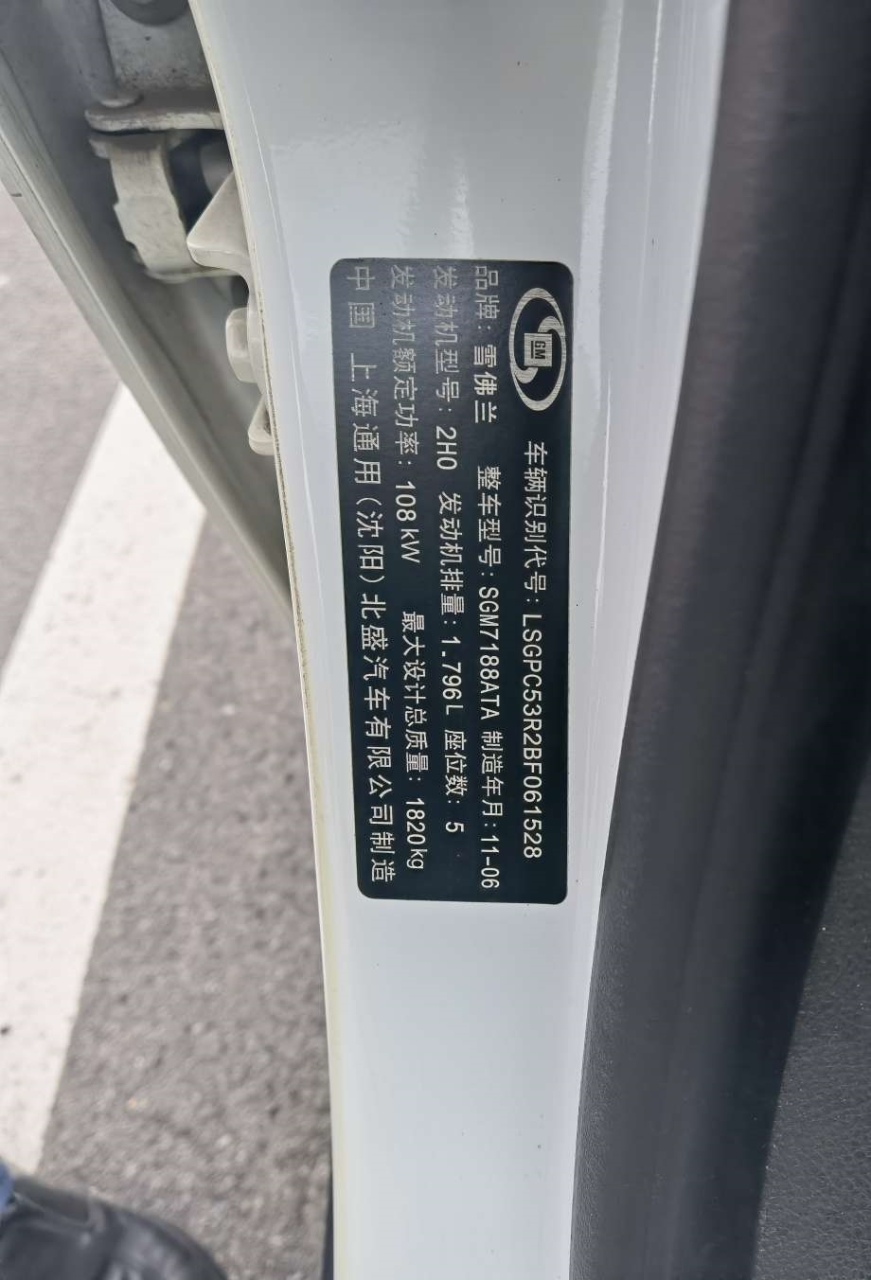 GM
车辆识别代号: LSGPC53R2BF061528
品牌: 雪佛兰 整车型号: SGM7188ATA 制造年月: 11-06
发动机型号: 2H0 发动机排量: 1.796L 座位数: 5
发动机额定功率: 108kW 最大设计总质量: 1820kg
中国 上海通用(沈阳)北盛汽车有限公司制造